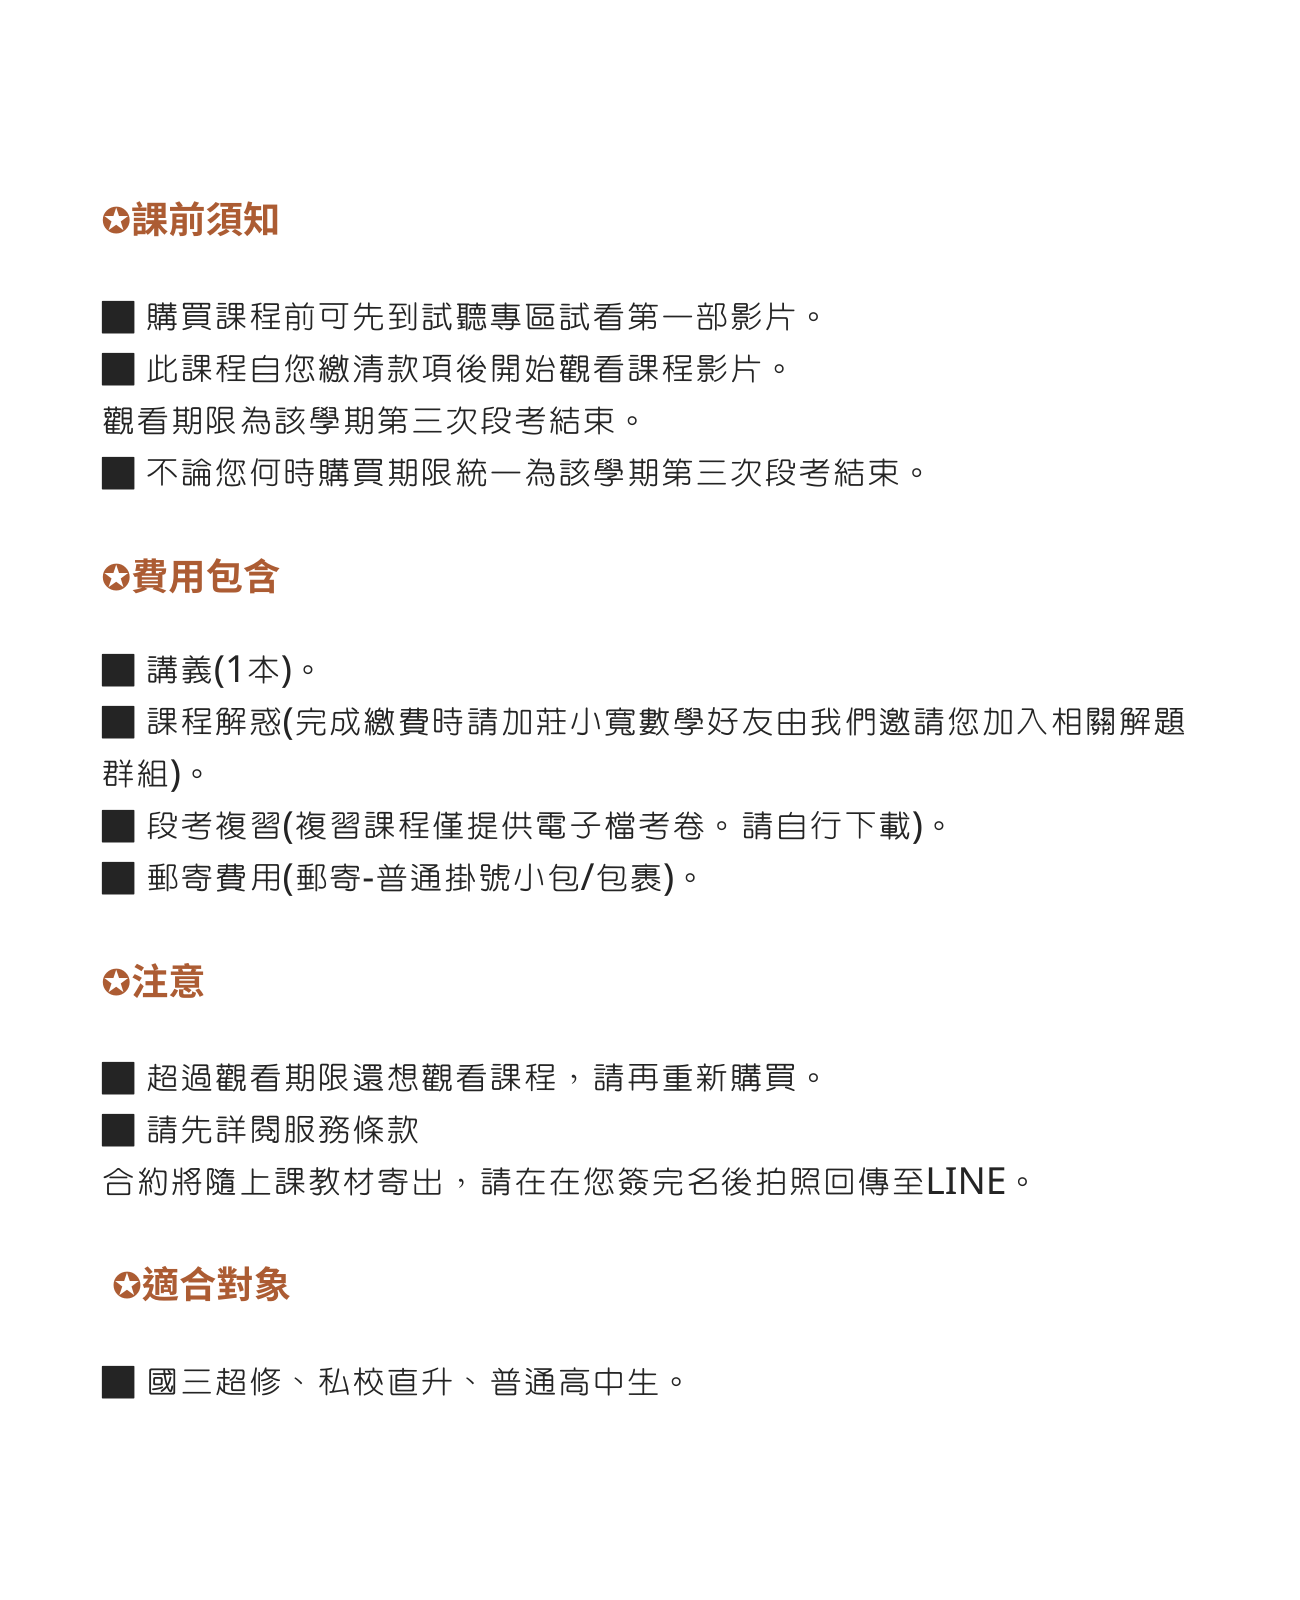 ✪課前須知
■ 購買課程前可先到試聽專區試看第一部影片。
■ 此課程自您繳清款項後開始觀看課程影片。
觀看期限為該學期第三次段考結束。
■ 不論您何時購買期限統一為該學期第三次段考結束。
✪費用包含
■ 講義(1本)。
■ 課程解惑(完成繳費時請加莊小寬數學好友由我們邀請您加入相關解題
群組)。
■ 段考複習(複習課程僅提供電子檔考卷。請自行下載)。
■ 郵寄費用(郵寄-普通掛號小包/包裹)。
✪注意
■ 超過觀看期限還想觀看課程，請再重新購買。
■ 請先詳閱服務條款
合約將隨上課教材寄出，請在在您簽完名後拍照回傳至LINE。
✪適合對象
■ 國三超修、私校直升、普通高中生。